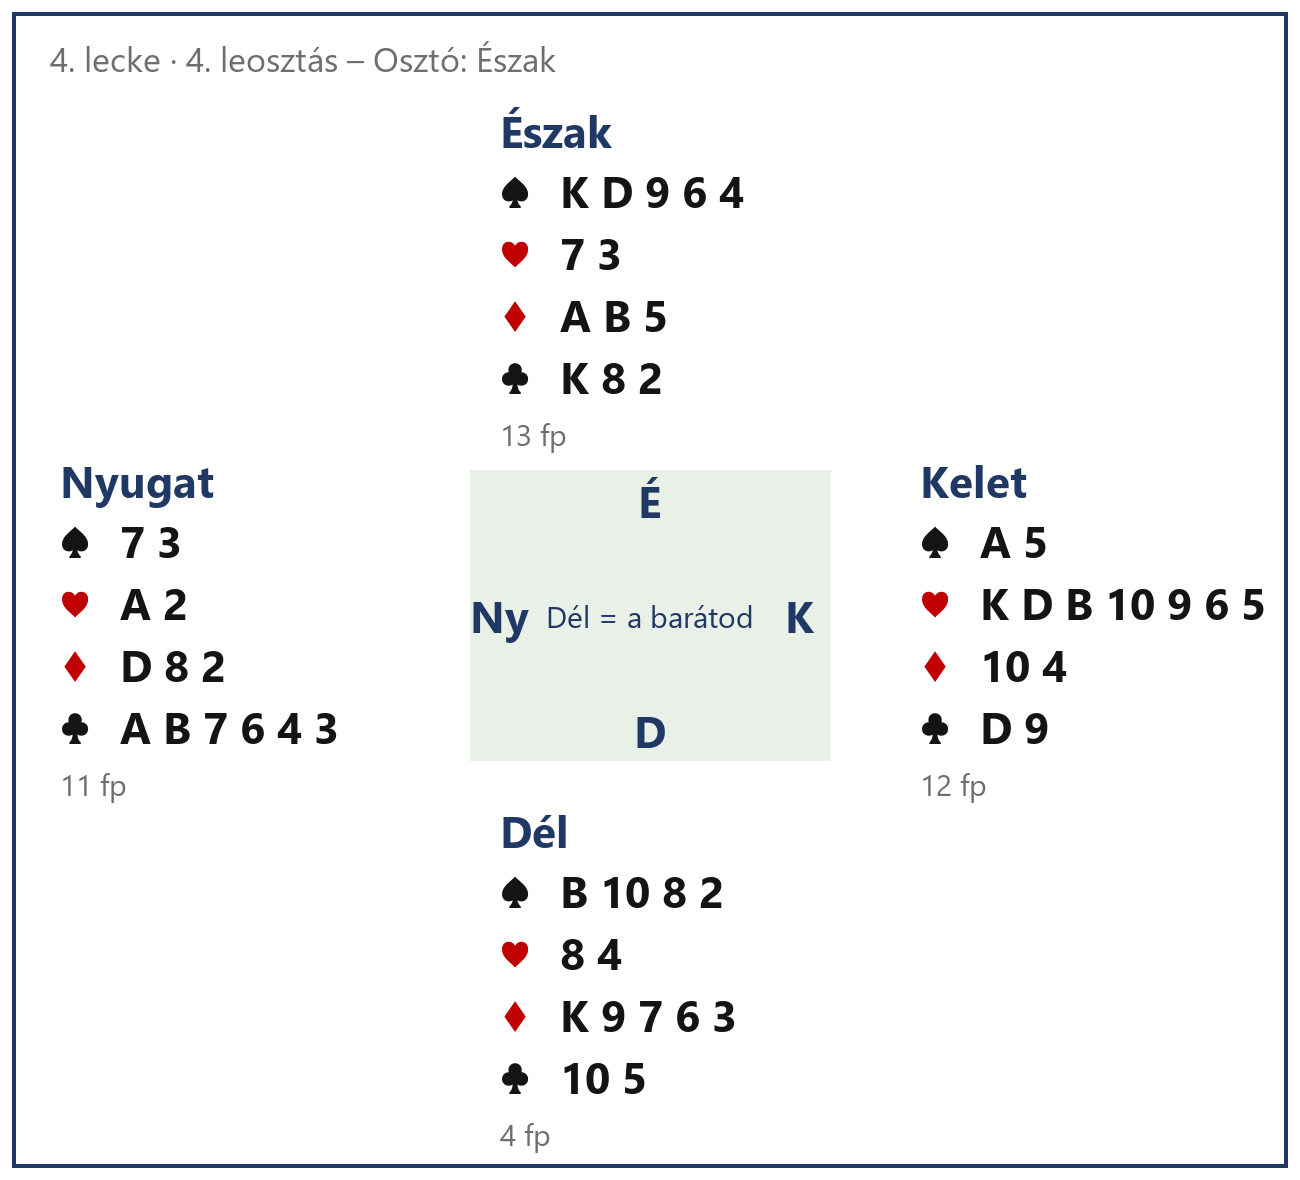 4. lecke · 4. leosztás – Osztó: Észak
Észak
♠ K D 9 6 4
♥ 7 3
♦ A B 5
♣ K 8 2
13 fp
Nyugat
♠ 7 3
♥ A 2
♦ D 8 2
♣ A B 7 6 4 3
11 fp
É
Ny Dél = a barátod K
D
Kelet
♠ A 5
♥ K D B 10 9 6 5
♦ 10 4
♣ D 9
12 fp
Dél
♠ B 10 8 2
♥ 8 4
♦ K 9 7 6 3
♣ 10 5
4 fp